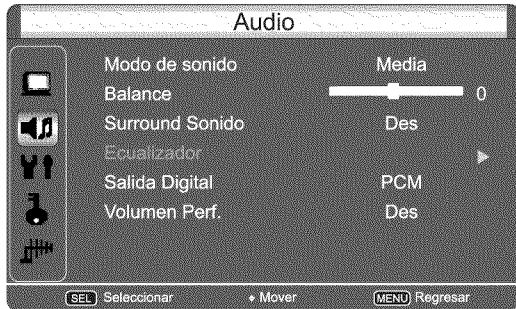 Audio
Modo de sonido Media
Balance 0
Surround Sonido Des
Ecualizador
Salida Digital PCM
Volumen Perf. Des
SEL Seleccionar Mover MENU Regresar